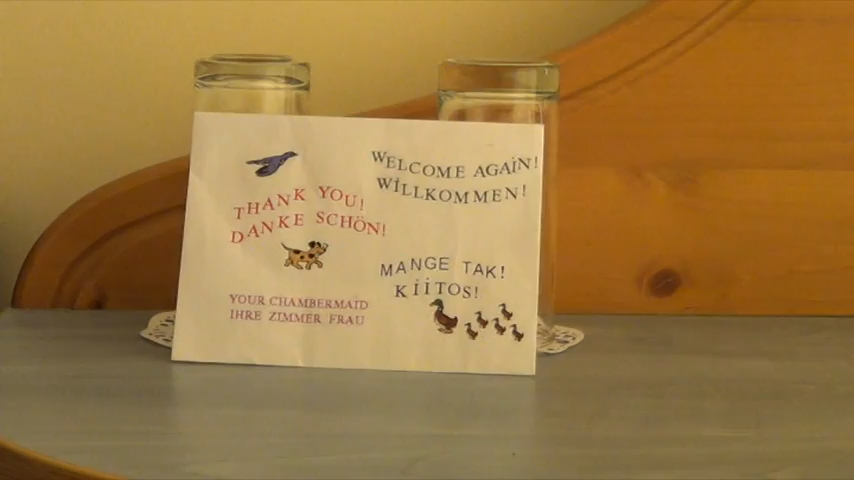 THANK YOU!
DANKE SCHÖN!
YOUR CHAMBERMAID
IHRE ZIMMER FRAU
WELCOME AGAIN!
WILLKOMMEN!
MANGE TAK!
KIITOS!